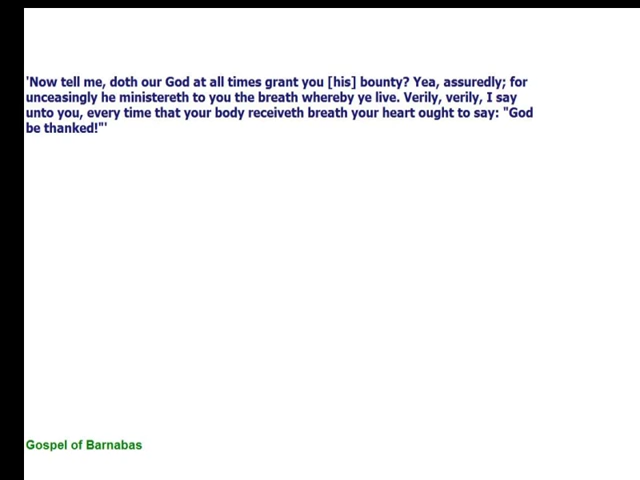 'Now tell me, doth our God at all times grant you [his] bounty? Yea, assuredly; for
unceasingly he ministereth to you the breath whereby ye live. Verily, verily, I say
unto you, every time that your body receiveth breath your heart ought to say: "God
be thanked!"'
Gospel of Barnabas